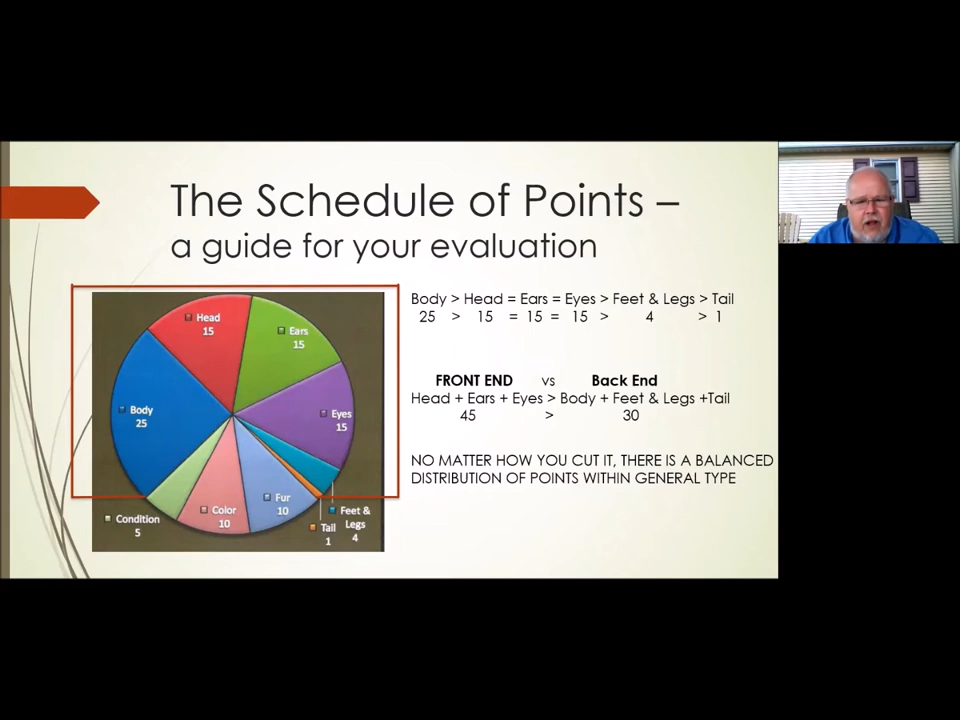 The Schedule of Points –
a guide for your evaluation
Head
15
Ears
15
Body
25
Eyes
15
Fur
10
Color
10
Condition
5
Tail
1
Feet &
Legs
4
Body > Head = Ears = Eyes > Feet & Legs > Tail
25 > 15 = 15 = 15 > 4 > 1
FRONT END vs Back End
Head + Ears + Eyes > Body + Feet & Legs +Tail
45 > 30
NO MATTER HOW YOU CUT IT, THERE IS A BALANCED
DISTRIBUTION OF POINTS WITHIN GENERAL TYPE